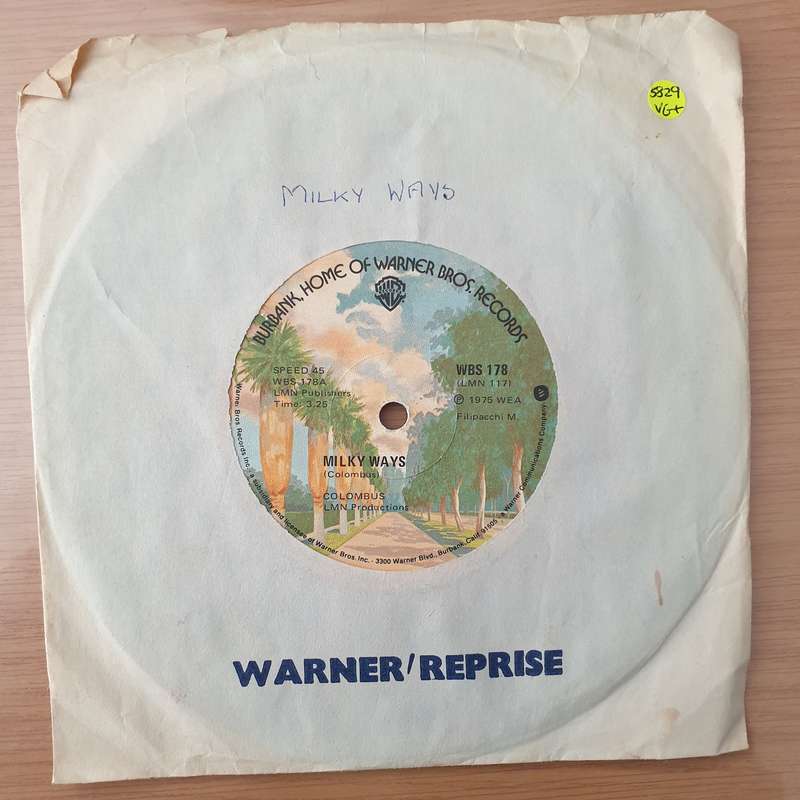 5829
VG+
MILKY WAYS
BURBANK, HOME OF WARNER BROS. RECORDS
SPEED 45
WBS 178A
LMN Publishers
Time: 3.25
WBS 178
(LMN 117)
℗ 1975 WEA
Filipacchi M.
MILKY WAYS
(Colombus)
COLOMBUS
LMN Productions
Warner Bros. Records Inc., a subsidiary and licensee of Warner Bros. Inc. - 3300 Warner Blvd., Burbank, Calif. 91505 - a Warner Communications Company
WARNER/REPRISE